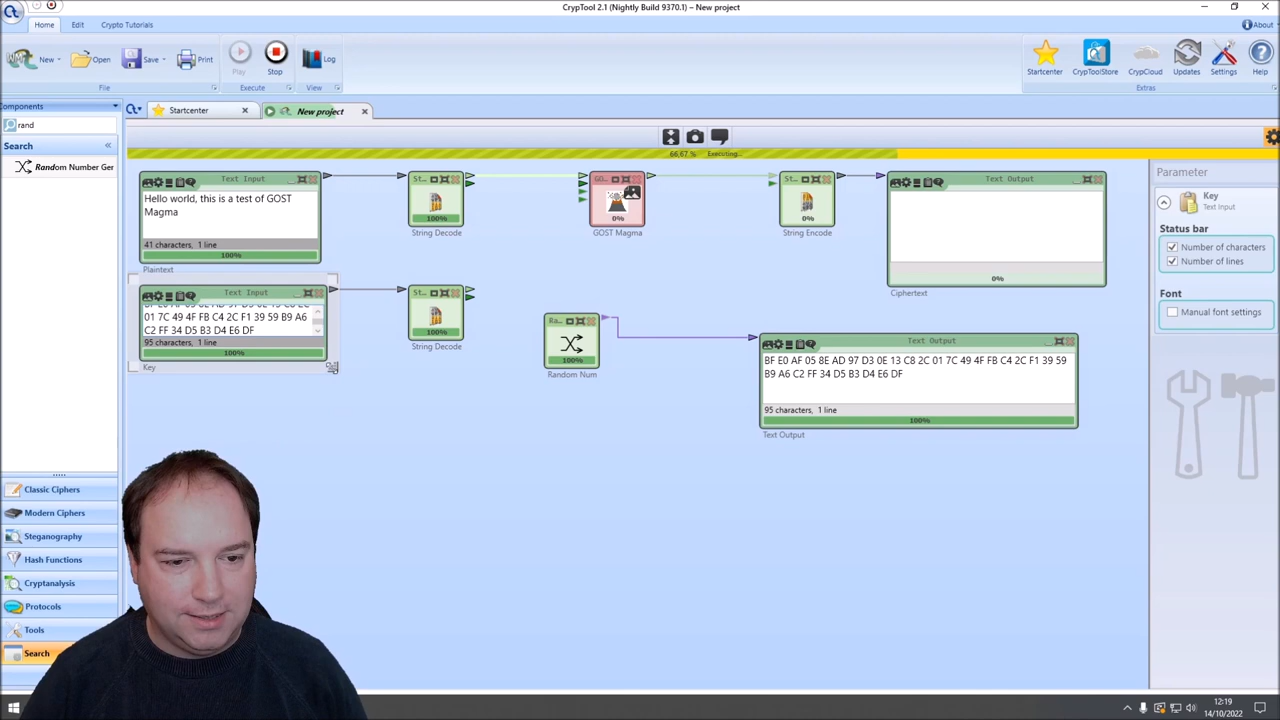 CrypTool 2.1 (Nightly Build 9370.1) – New project
Home
Edit
Crypto Tutorials
About
New
Open
Save
Print
Play
Stop
Log
Startcenter
CrypToolStore
CrypCloud
Updates
Settings
Help
File
Execute
View
Extras
Components
Startcenter
New project
rand
Search
Random Number Ger
66,67 %
Executing...
Text Input
Hello world, this is a test of GOST
Magma
41 characters, 1 line
100%
Plaintext
St...
100%
String Decode
GO...
0%
GOST Magma
St...
0%
String Encode
Text Output
0%
Ciphertext
Text Input
01 7C 49 4F FB C4 2C F1 39 59 B9 A6
C2 FF 34 D5 B3 D4 E6 DF
95 characters, 1 line
100%
Key
St...
100%
String Decode
Ra...
100%
Random Num
Text Output
BF E0 AF 05 8E AD 97 D3 0E 13 C8 2C 01 7C 49 4F FB C4 2C F1 39 59
B9 A6 C2 FF 34 D5 B3 D4 E6 DF
95 characters, 1 line
100%
Text Output
Parameter
Key
Text Input
Status bar
Number of characters
Number of lines
Font
Manual font settings
Classic Ciphers
Modern Ciphers
Steganography
Hash Functions
Cryptanalysis
Protocols
Tools
Search
12:19
14/10/2022